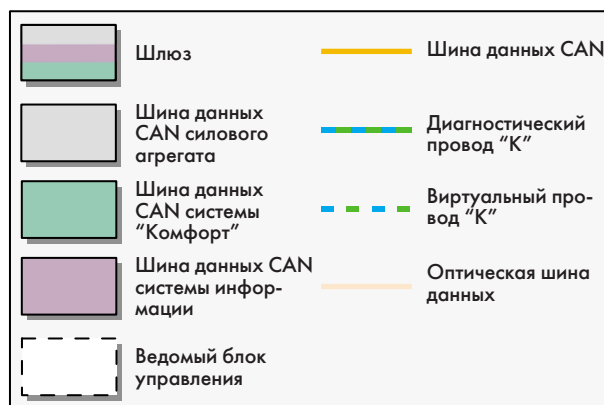 Шлюз
Шина данных
CAN силового
агрегата
Шина данных
CAN системы
“Комфорт”
Шина данных CAN
системы инфор-
мации
Ведомый блок
управления
Шина данных CAN
Диагностический
провод “К”
Виртуальный про-
вод “К”
Оптическая шина
данных